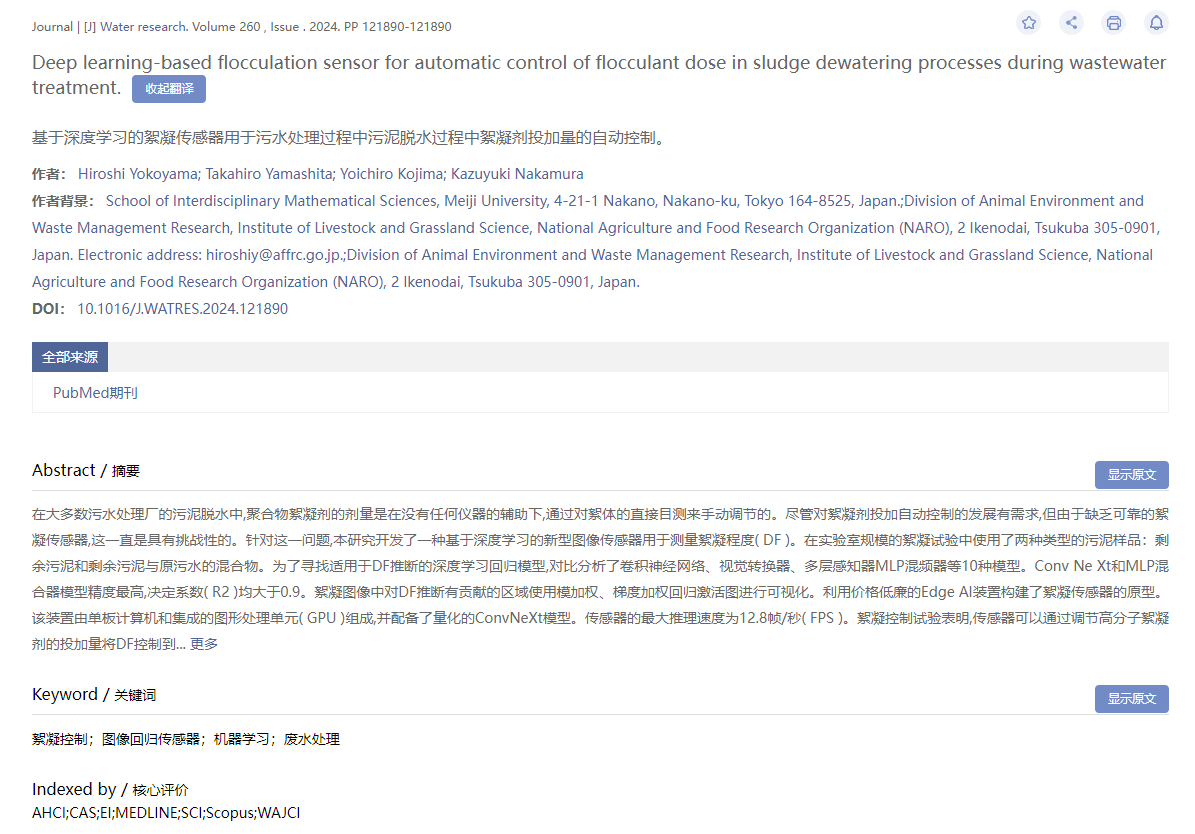 Journal | [J] Water research. Volume 260 , Issue . 2024. PP 121890-121890
Deep learning-based flocculation sensor for automatic control of flocculant dose in sludge dewatering processes during wastewater
treatment. 收起翻译
基于深度学习的絮凝传感器用于污水处理过程中污泥脱水过程中絮凝剂投加量的自动控制。
作者： Hiroshi Yokoyama; Takahiro Yamashita; Yoichiro Kojima; Kazuyuki Nakamura
作者背景： School of Interdisciplinary Mathematical Sciences, Meiji University, 4-21-1 Nakano, Nakano-ku, Tokyo 164-8525, Japan.;Division of Animal Environment and
Waste Management Research, Institute of Livestock and Grassland Science, National Agriculture and Food Research Organization (NARO), 2 Ikenodai, Tsukuba 305-0901,
Japan. Electronic address: hiroshiy@affrc.go.jp.;Division of Animal Environment and Waste Management Research, Institute of Livestock and Grassland Science, National
Agriculture and Food Research Organization (NARO), 2 Ikenodai, Tsukuba 305-0901, Japan.
DOI： 10.1016/J.WATRES.2024.121890
全部来源
PubMed期刊
Abstract / 摘要
显示原文
在大多数污水处理厂的污泥脱水中,聚合物絮凝剂的剂量是在没有任何仪器的辅助下,通过对絮体的直接目测来手动调节的。尽管对絮凝剂投加自动控制的发展有需求,但由于缺乏可靠的絮
凝传感器,这一直是具有挑战性的。针对这一问题,本研究开发了一种基于深度学习的新型图像传感器用于测量絮凝程度( DF )。在实验室规模的絮凝试验中使用了两种类型的污泥样品：剩
余污泥和剩余污泥与原污水的混合物。为了寻找适用于DF推断的深度学习回归模型,对比分析了卷积神经网络、视觉转换器、多层感知器MLP混频器等10种模型。Conv Ne Xt和MLP混
合器模型精度最高,决定系数( R2 )均大于0.9。絮凝图像中对DF推断有贡献的区域使用模加权、梯度加权回归激活图进行可视化。利用价格低廉的Edge AI装置构建了絮凝传感器的原型。
该装置由单板计算机和集成的图形处理单元( GPU )组成,并配备了量化的ConvNeXt模型。传感器的最大推理速度为12.8帧/秒( FPS )。絮凝控制试验表明,传感器可以通过调节高分子絮凝
剂的投加量将DF控制到... 更多
Keyword / 关键词
显示原文
絮凝控制；图像回归传感器；机器学习；废水处理
Indexed by / 核心评价
AHCI;CAS;EI;MEDLINE;SCI;Scopus;WAJCI